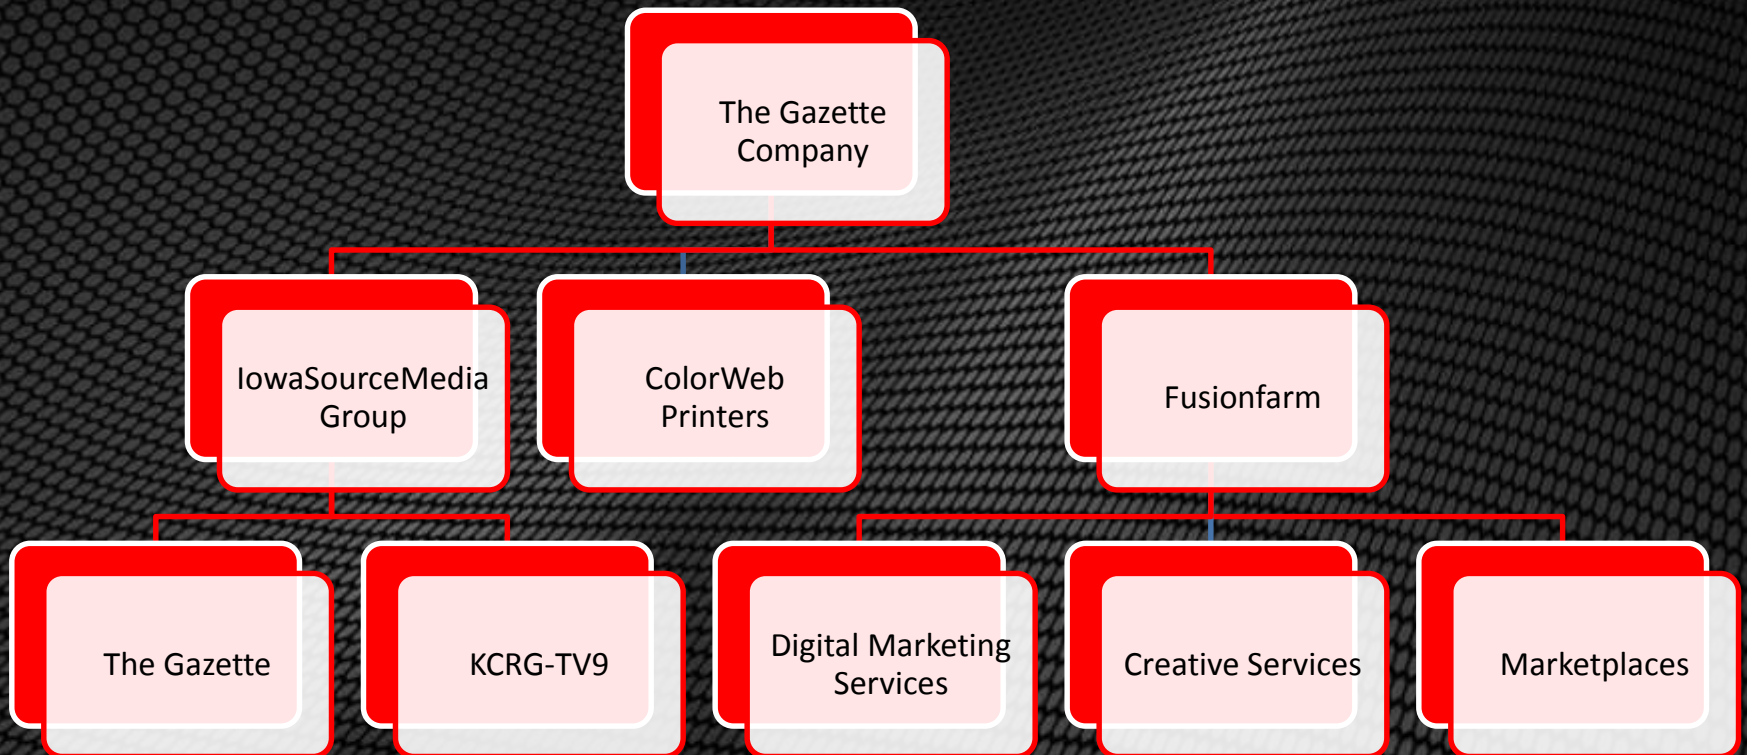 The Gazette
Company
IowaSourceMedia
Group
ColorWeb
Printers
Fusionfarm
The Gazette
KCRG-TV9
Digital Marketing
Services
Creative Services
Marketplaces